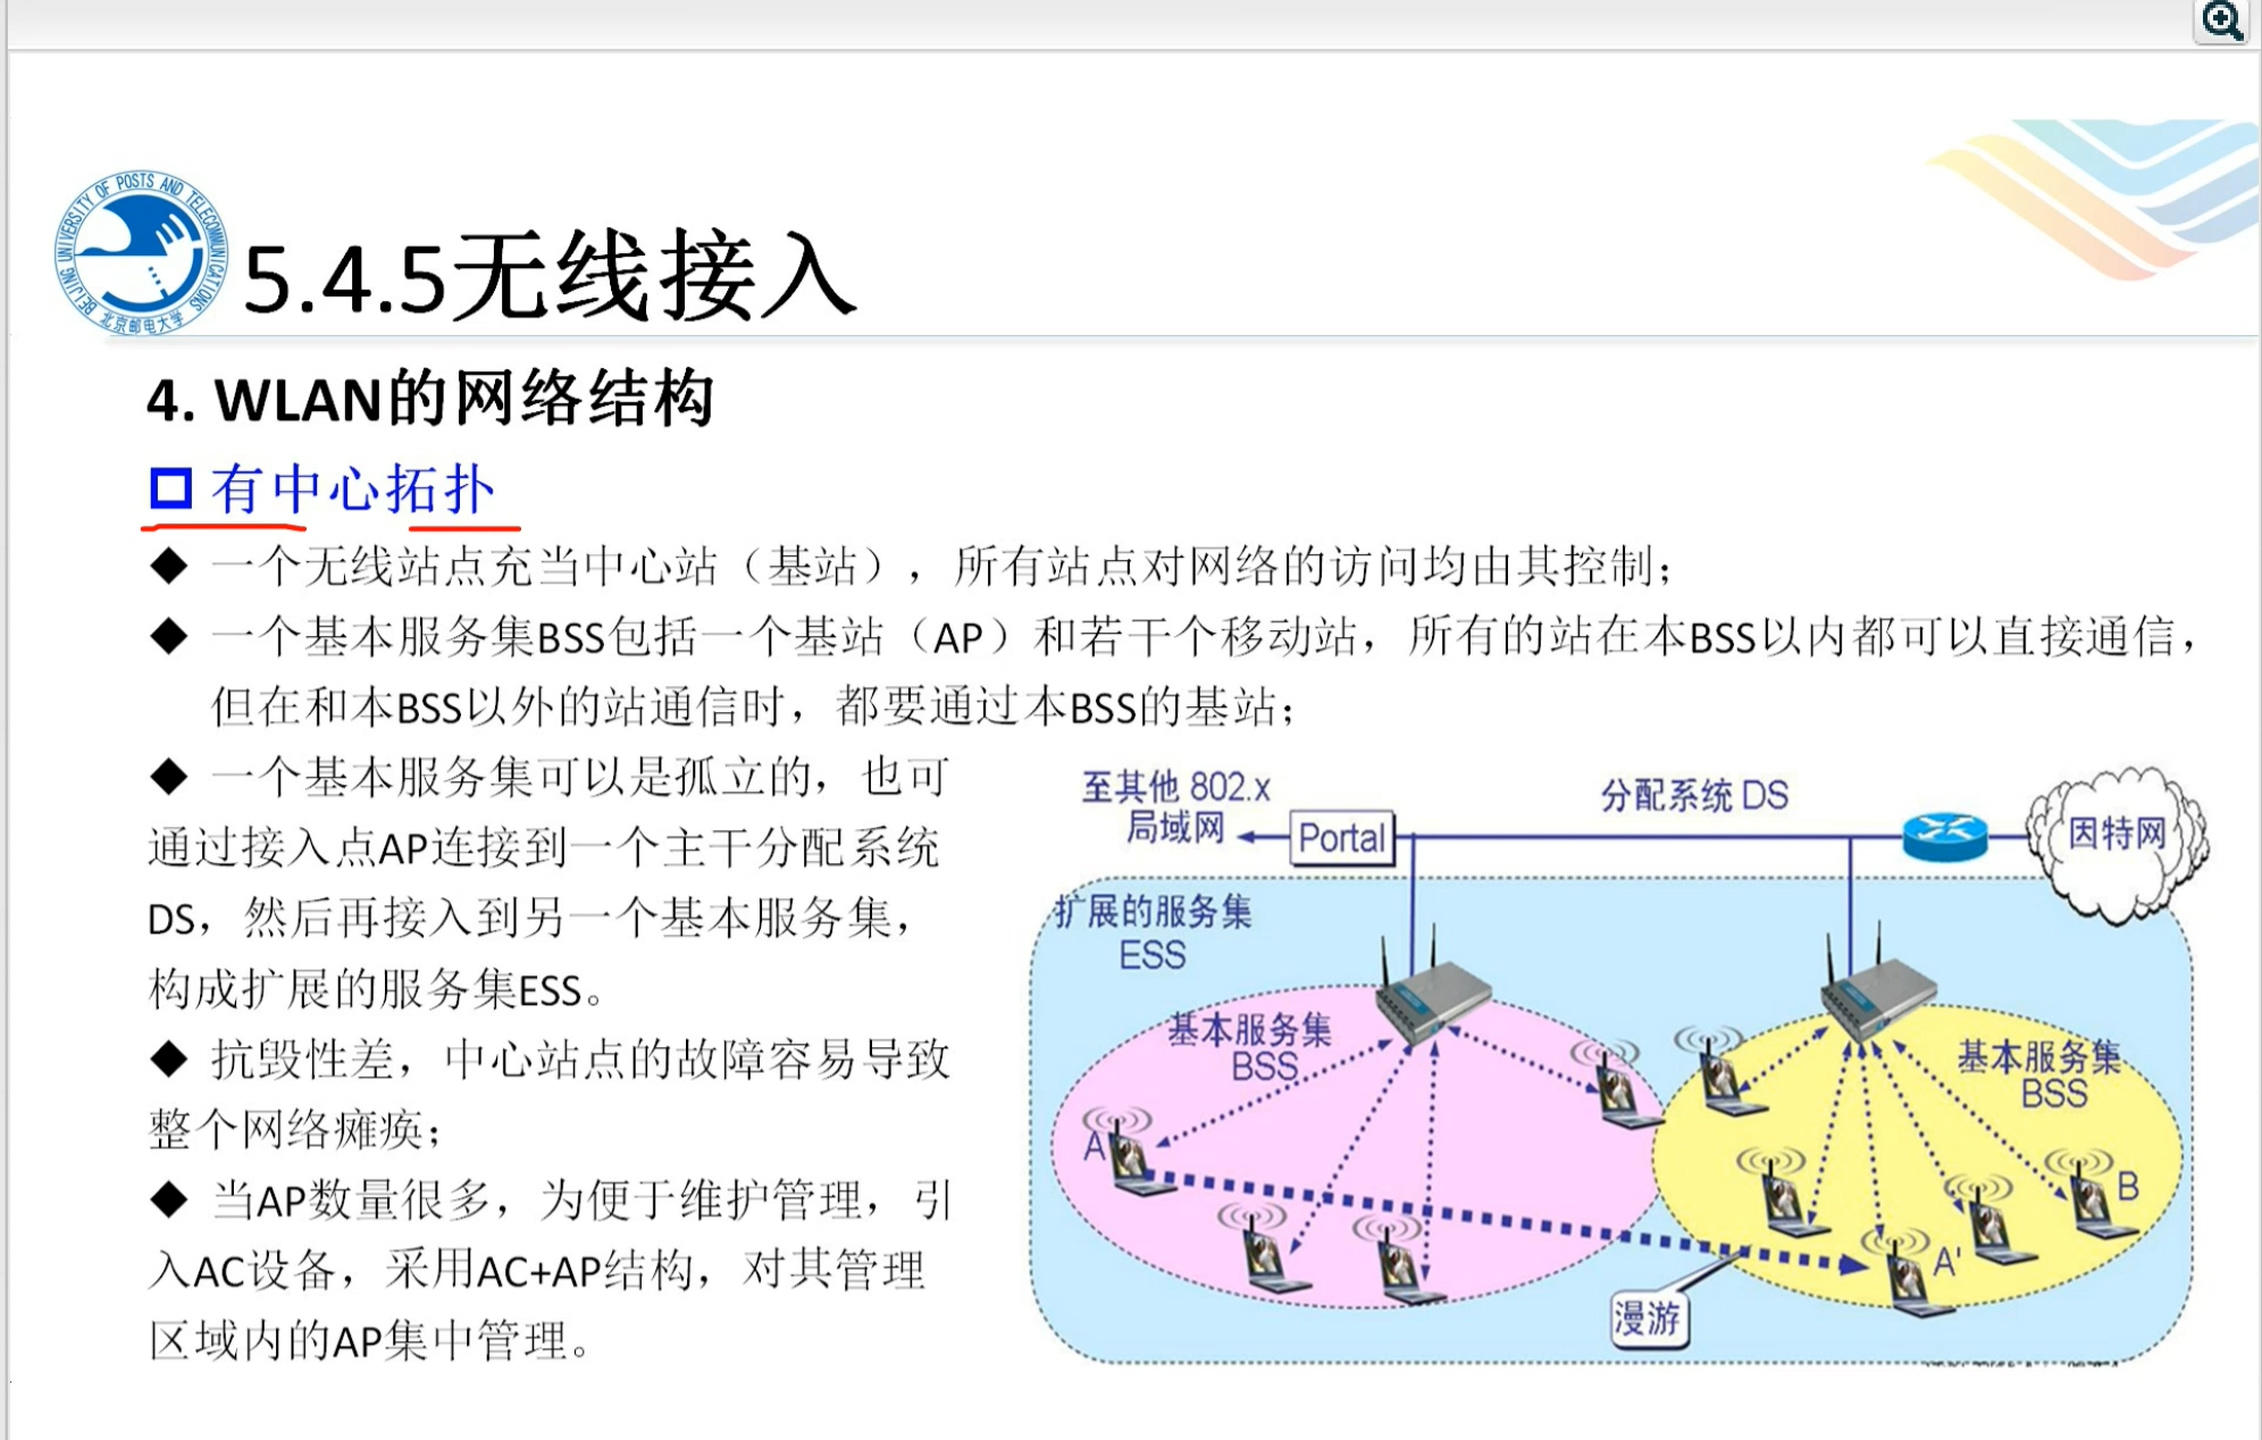 BEIJING UNIVERSITY OF POSTS AND TELECOMMUNICATIONS
北京邮电大学
5.4.5无线接入
4. WLAN的网络结构
有中心拓扑
◆ 一个无线站点充当中心站（基站），所有站点对网络的访问均由其控制；
◆ 一个基本服务集BSS包括一个基站（AP）和若干个移动站，所有的站在本BSS以内都可以直接通信，
但在和本BSS以外的站通信时，都要通过本BSS的基站；
◆ 一个基本服务集可以是孤立的，也可
通过接入点AP连接到一个主干分配系统
DS，然后再接入到另一个基本服务集，
构成扩展的服务集ESS。
◆ 抗毁性差，中心站点的故障容易导致
整个网络瘫痪；
◆ 当AP数量很多，为便于维护管理，引
入AC设备，采用AC+AP结构，对其管理
区域内的AP集中管理。
至其他 802.x
局域网
Portal
分配系统 DS
因特网
扩展的服务集
ESS
基本服务集
BSS
基本服务集
BSS
A
B
A'
漫游